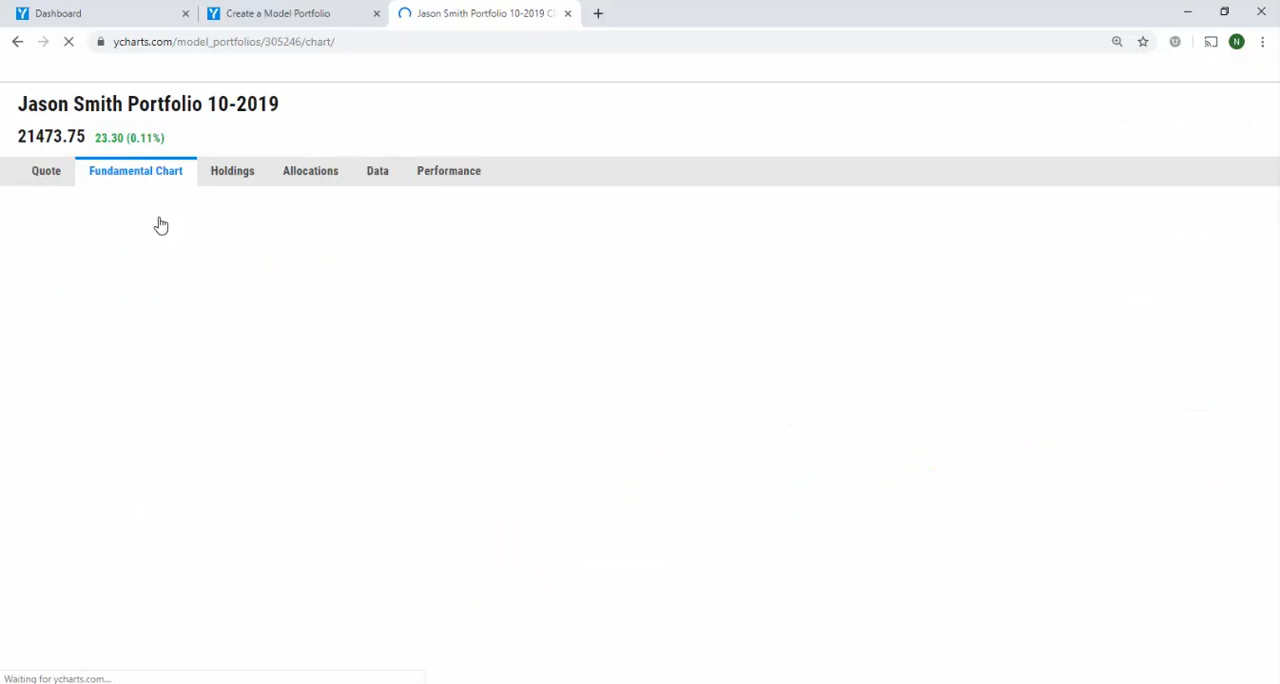 Dashboard
Create a Model Portfolio
Jason Smith Portfolio 10-2019 C
ycharts.com/model_portfolios/305246/chart/
N
Jason Smith Portfolio 10-2019
21473.75 23.30 (0.11%)
Quote Fundamental Chart Holdings Allocations Data Performance
Waiting for ycharts.com...